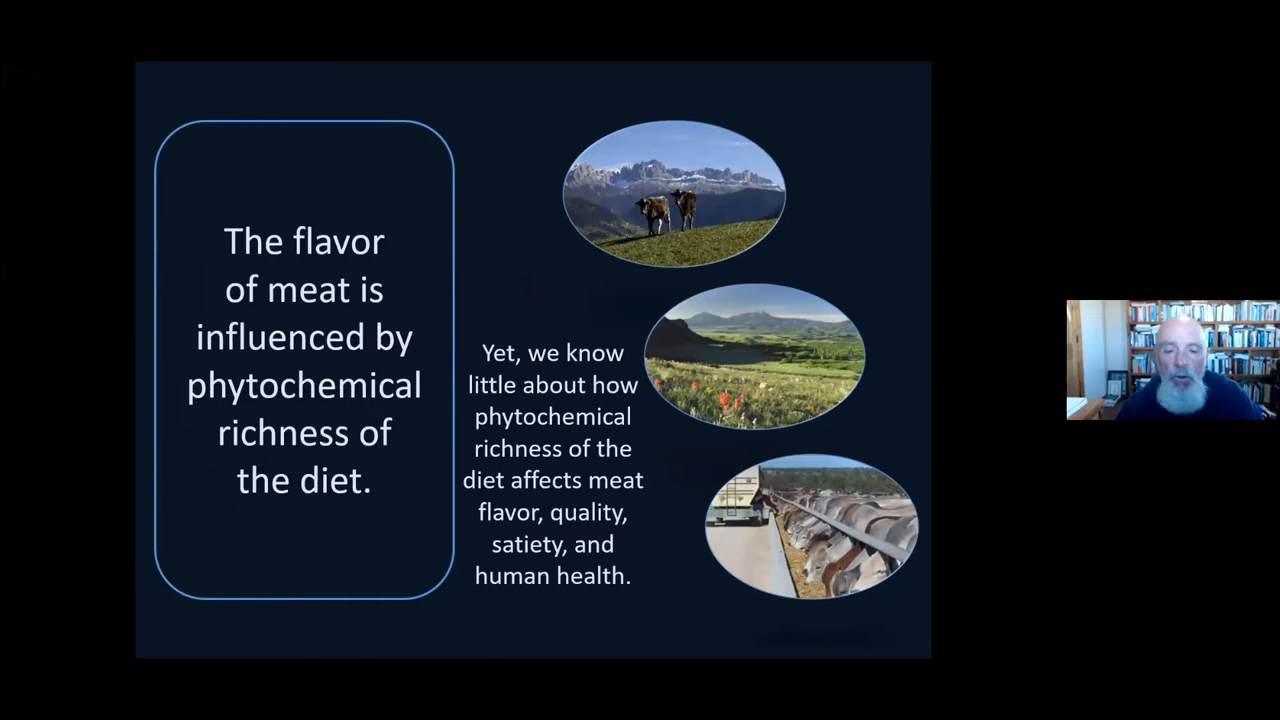 The flavor
of meat is
influenced by
phytochemical
richness of
the diet.
Yet, we know
little about how
phytochemical
richness of the
diet affects meat
flavor, quality,
satiety, and
human health.